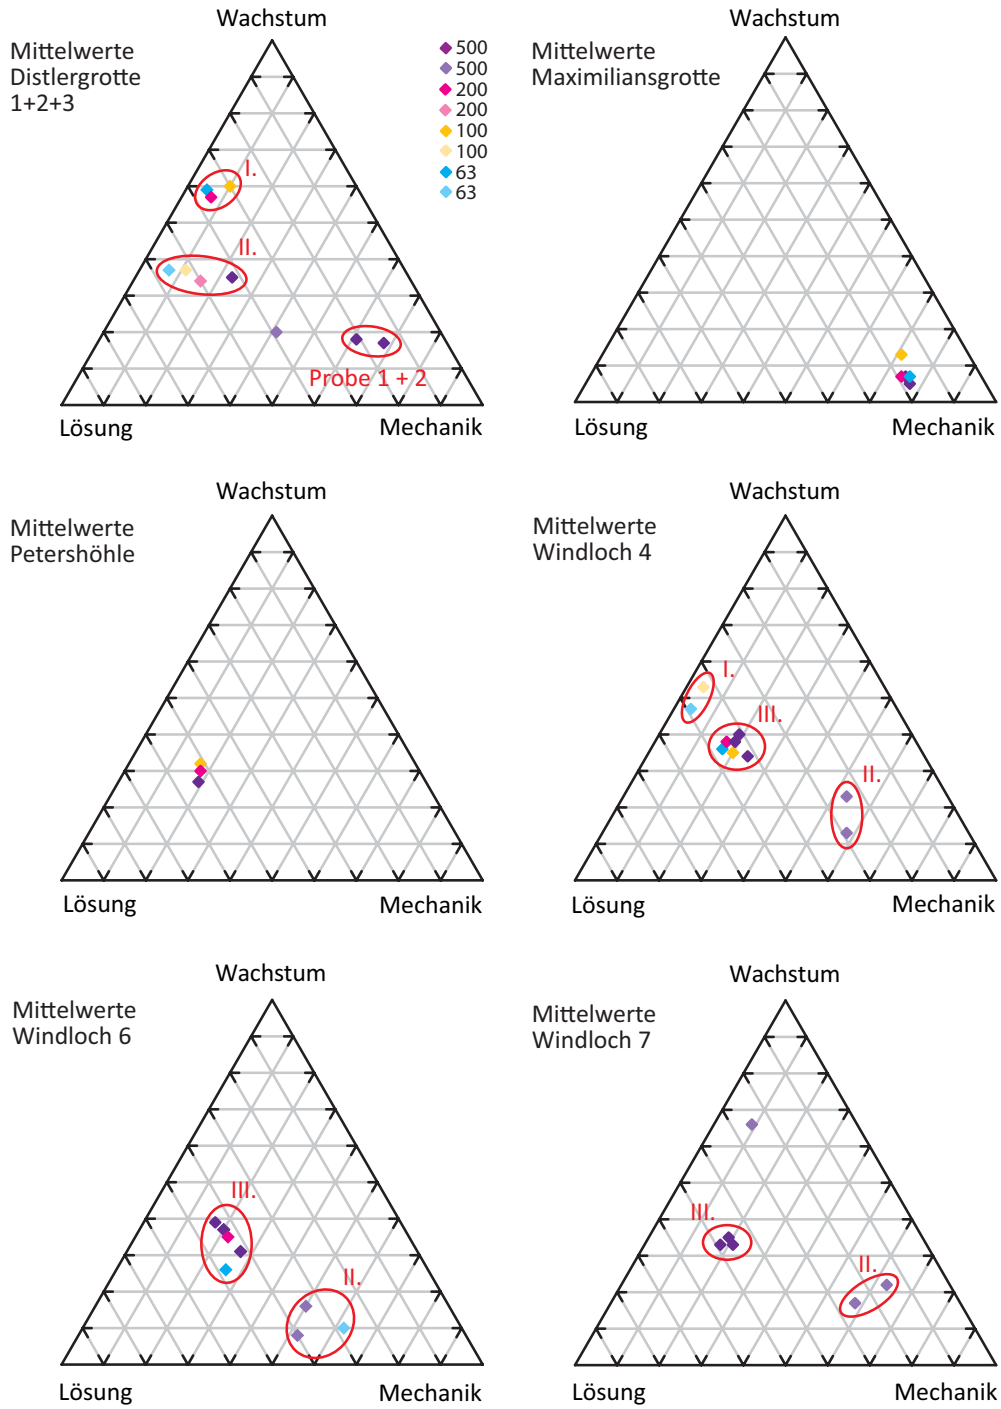 Wachstum
Mittelwerte
Distlergrotte
1+2+3
500
500
200
200
100
100
63
63
I.
II.
Probe 1 + 2
Lösung
Mechanik
Wachstum
Mittelwerte
Maximiliansgrotte
Lösung
Mechanik
Wachstum
Mittelwerte
Petershöhle
Lösung
Mechanik
Wachstum
Mittelwerte
Windloch 4
I.
III.
II.
Lösung
Mechanik
Wachstum
Mittelwerte
Windloch 6
III.
II.
Lösung
Mechanik
Wachstum
Mittelwerte
Windloch 7
III.
II.
Lösung
Mechanik